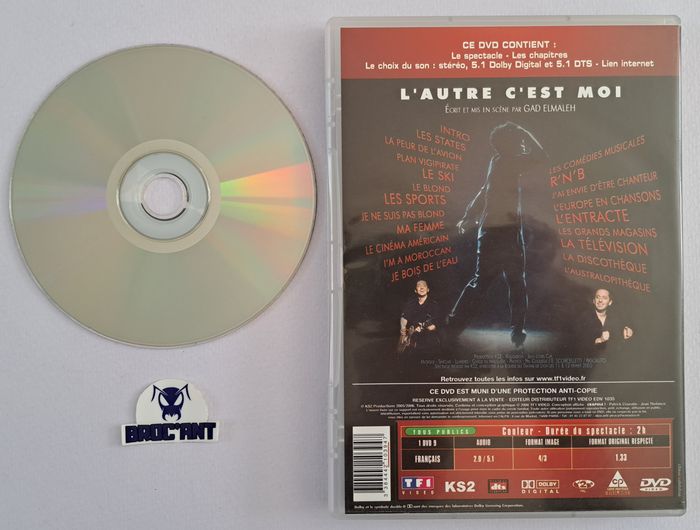 CE DVD CONTIENT :
Le spectacle - Les chapitres
Le choix du son : stéréo, 5.1 Dolby Digital et 5.1 DTS - Lien internet
L'AUTRE C'EST MOI
ÉCRIT ET MIS EN SCÈNE PAR GAD ELMALEH
INTRO
LES STATES
LA PEUR DE L'AVION
PLAN VIGIPIRATE
LE SKI
LE BLOND
LES SPORTS
JE NE SUIS PAS BLOND
MA FEMME
LE CINÉMA AMÉRICAIN
I'M A MOROCCAN
JE BOIS DE L'EAU
LES COMÉDIES MUSICALES
R'N'B
J'AI ENVIE D'ÊTRE CHANTEUR
L'EUROPE EN CHANSONS
L'ENTRACTE
LES GRANDS MAGASINS
LA TÉLÉVISION
LA DISCOTHÈQUE
L'AUSTRALOPITHÈQUE
Retrouvez toutes les infos sur www.tf1video.fr
CE DVD EST MUNI D'UNE PROTECTION ANTI-COPIE
RESERVE EXCLUSIVEMENT A LA VENTE - EDITEUR DISTRIBUTEUR TF1 VIDEO EDV 1035
TOUS PUBLICS Couleur - Durée du spectacle : 2h
1 DVD 9 AUDIO FORMAT IMAGE FORMAT ORIGINAL RESPECTÉ
FRANÇAIS 2.0 / 5.1 4/3 1.33
TF1 VIDEO KS2 dts DOLBY DIGITAL CP DVD
BROC'ANT